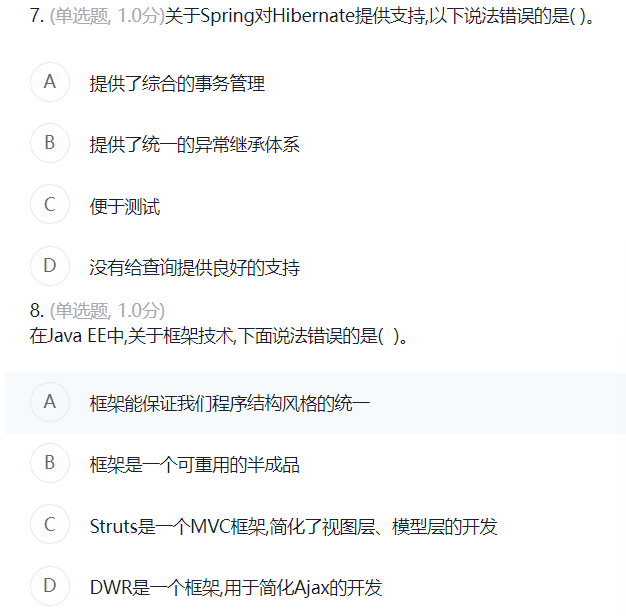 7. (单选题, 1.0分)关于Spring对Hibernate提供支持,以下说法错误的是( )。
A 提供了综合的事务管理
B 提供了统一的异常继承体系
C 便于测试
D 没有给查询提供良好的支持
8. (单选题, 1.0分)
在Java EE中,关于框架技术,下面说法错误的是(  )。
A 框架能保证我们程序结构风格的统一
B 框架是一个可重用的半成品
C Struts是一个MVC框架,简化了视图层、模型层的开发
D DWR是一个框架,用于简化Ajax的开发